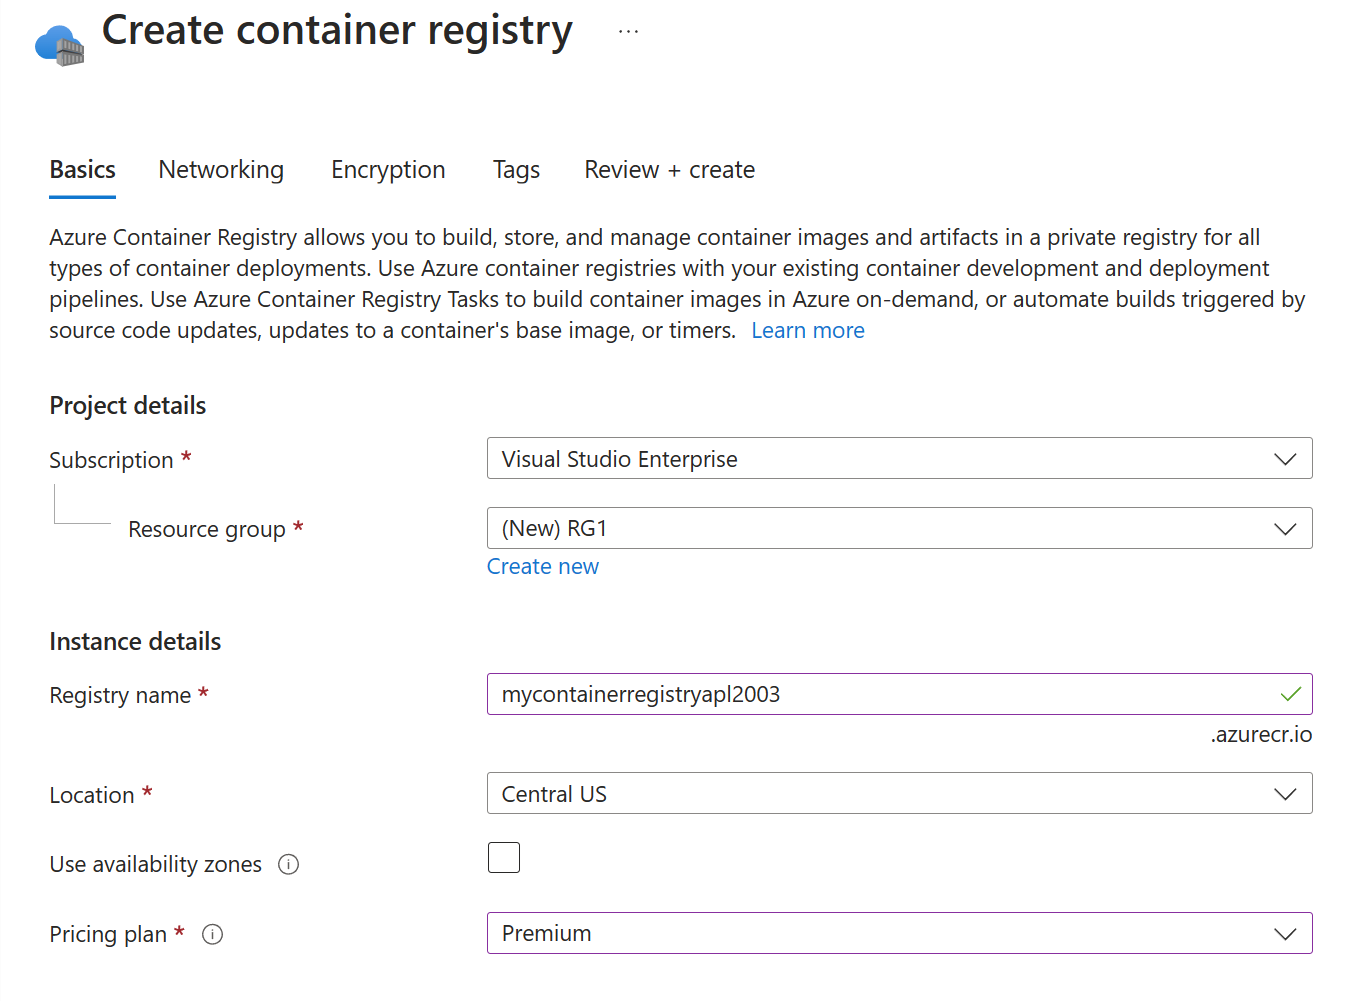 Create container registry ...
Basics Networking Encryption Tags Review + create
Azure Container Registry allows you to build, store, and manage container images and artifacts in a private registry for all
types of container deployments. Use Azure container registries with your existing container development and deployment
pipelines. Use Azure Container Registry Tasks to build container images in Azure on-demand, or automate builds triggered by
source code updates, updates to a container's base image, or timers. Learn more
Project details
Subscription * Visual Studio Enterprise
Resource group * (New) RG1
Create new
Instance details
Registry name * mycontainerregistryapl2003
.azurecr.io
Location * Central US
Use availability zones
Pricing plan * Premium